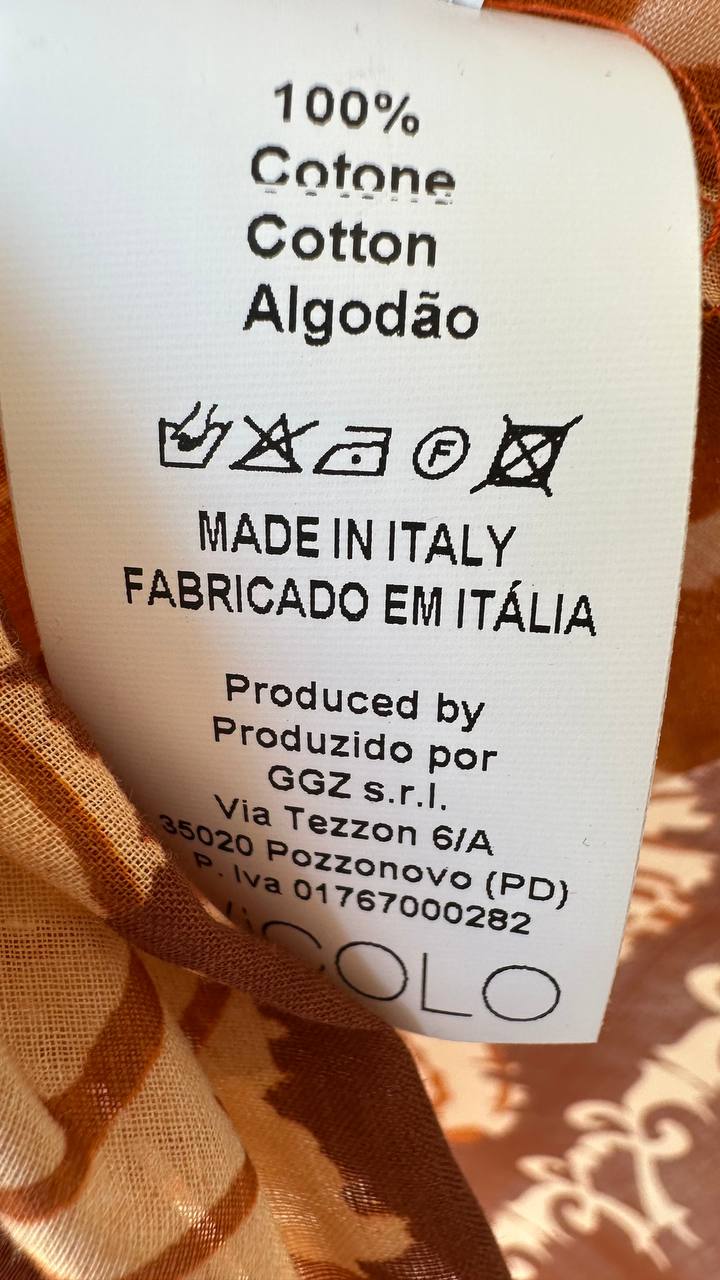 100%
Cotone
Cotton
Algodão
F
MADE IN ITALY
FABRICADO EM ITÁLIA
Produced by
Produzido por
GGZ s.r.l.
Via Tezzon 6/A
35020 Pozzonovo (PD)
P. Iva 01767000282
ViCOLO